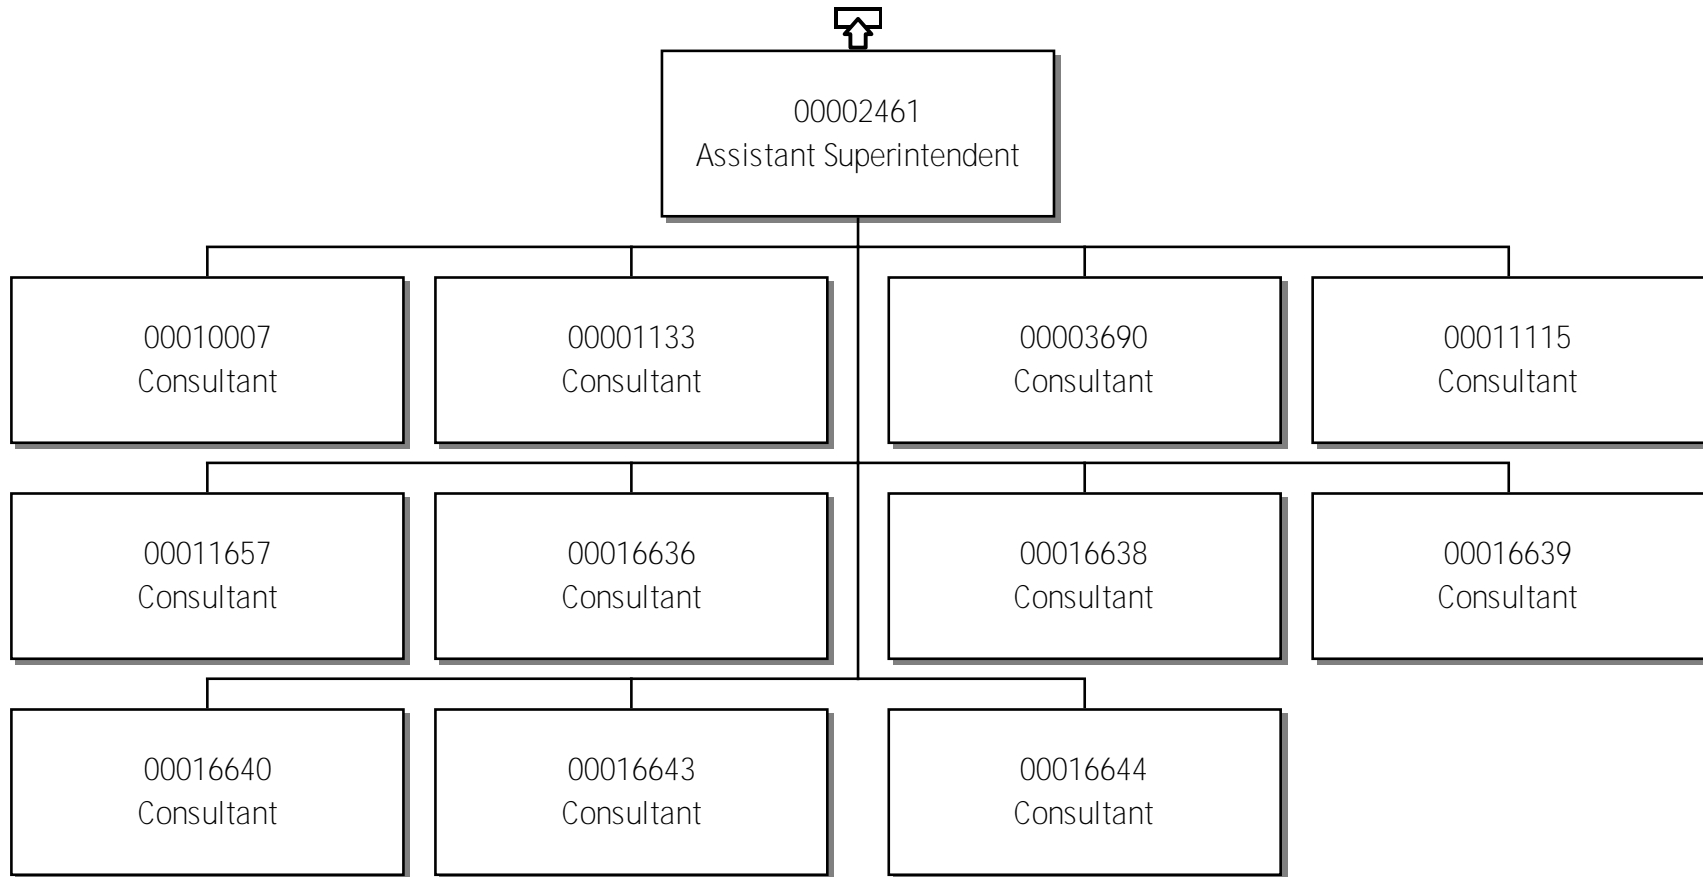 00002461
Assistant Superintendent
00010007
Consultant
00001133
Consultant
00003690
Consultant
00011115
Consultant
00011657
Consultant
00016636
Consultant
00016638
Consultant
00016639
Consultant
00016640
Consultant
00016643
Consultant
00016644
Consultant